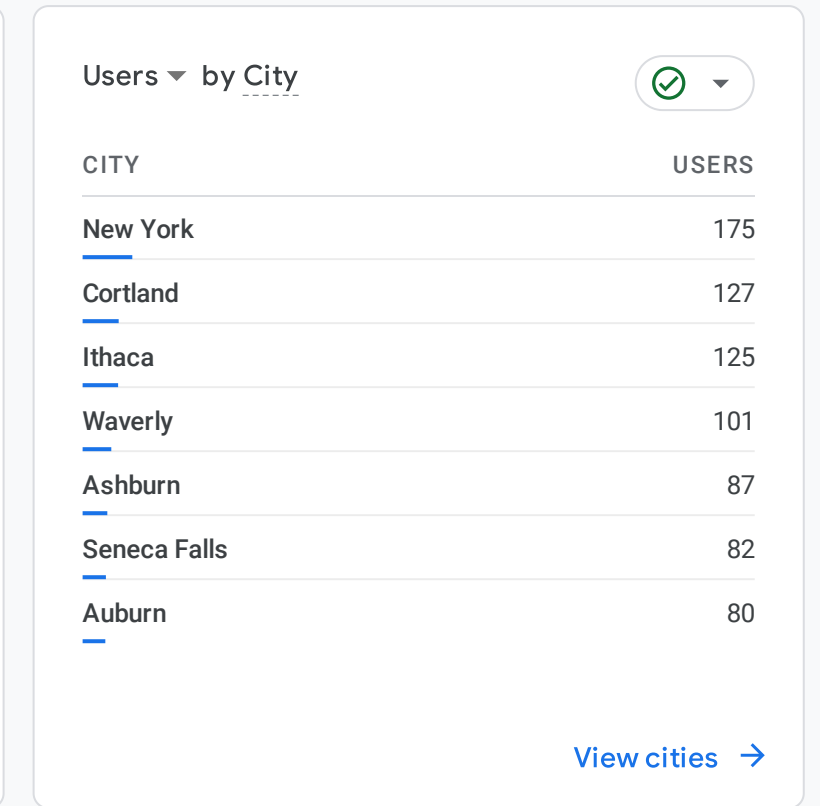 Users by City
CITY USERS
New York 175
Cortland 127
Ithaca 125
Waverly 101
Ashburn 87
Seneca Falls 82
Auburn 80
View cities